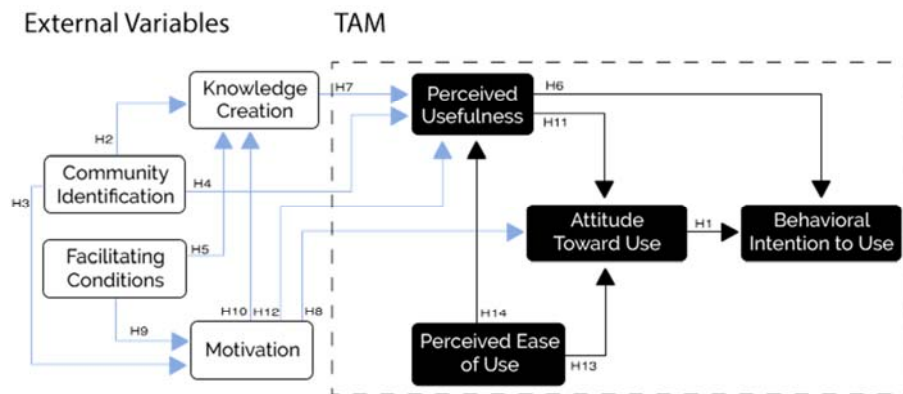 External Variables
TAM
Knowledge
Creation
H7
Perceived
Usefulness
H6
H11
H2
Community
Identification
H4
H3
Attitude
Toward Use
H1
Behavioral
Intention to Use
H5
Facilitating
Conditions
H10
H12
H8
H14
H9
Motivation
Perceived Ease
of Use
H13